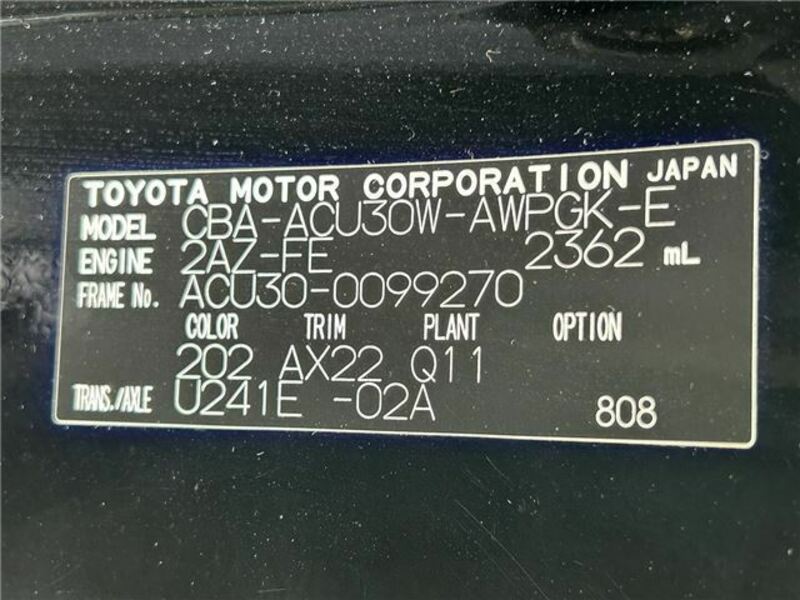 TOYOTA MOTOR CORPORATION JAPAN
MODEL CBA-ACU30W-AWPGK-E
ENGINE 2AZ-FE 2362 mL
FRAME No. ACU30-0099270
COLOR TRIM PLANT OPTION
202 AX22 Q11
TRANS./AXLE U241E -02A 808